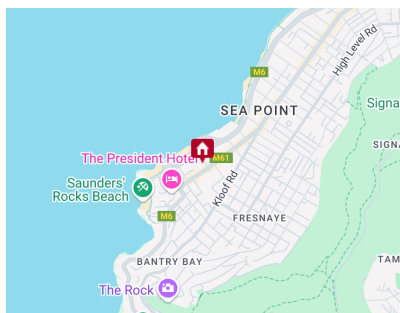 High Level Rd
M6
SEA POINT
Signa
SIGNA
The President Hotel
M61
Saunders'
Rocks Beach
Kloof Rd
M6
FRESNAYE
BANTRY BAY
TAM
The Rock